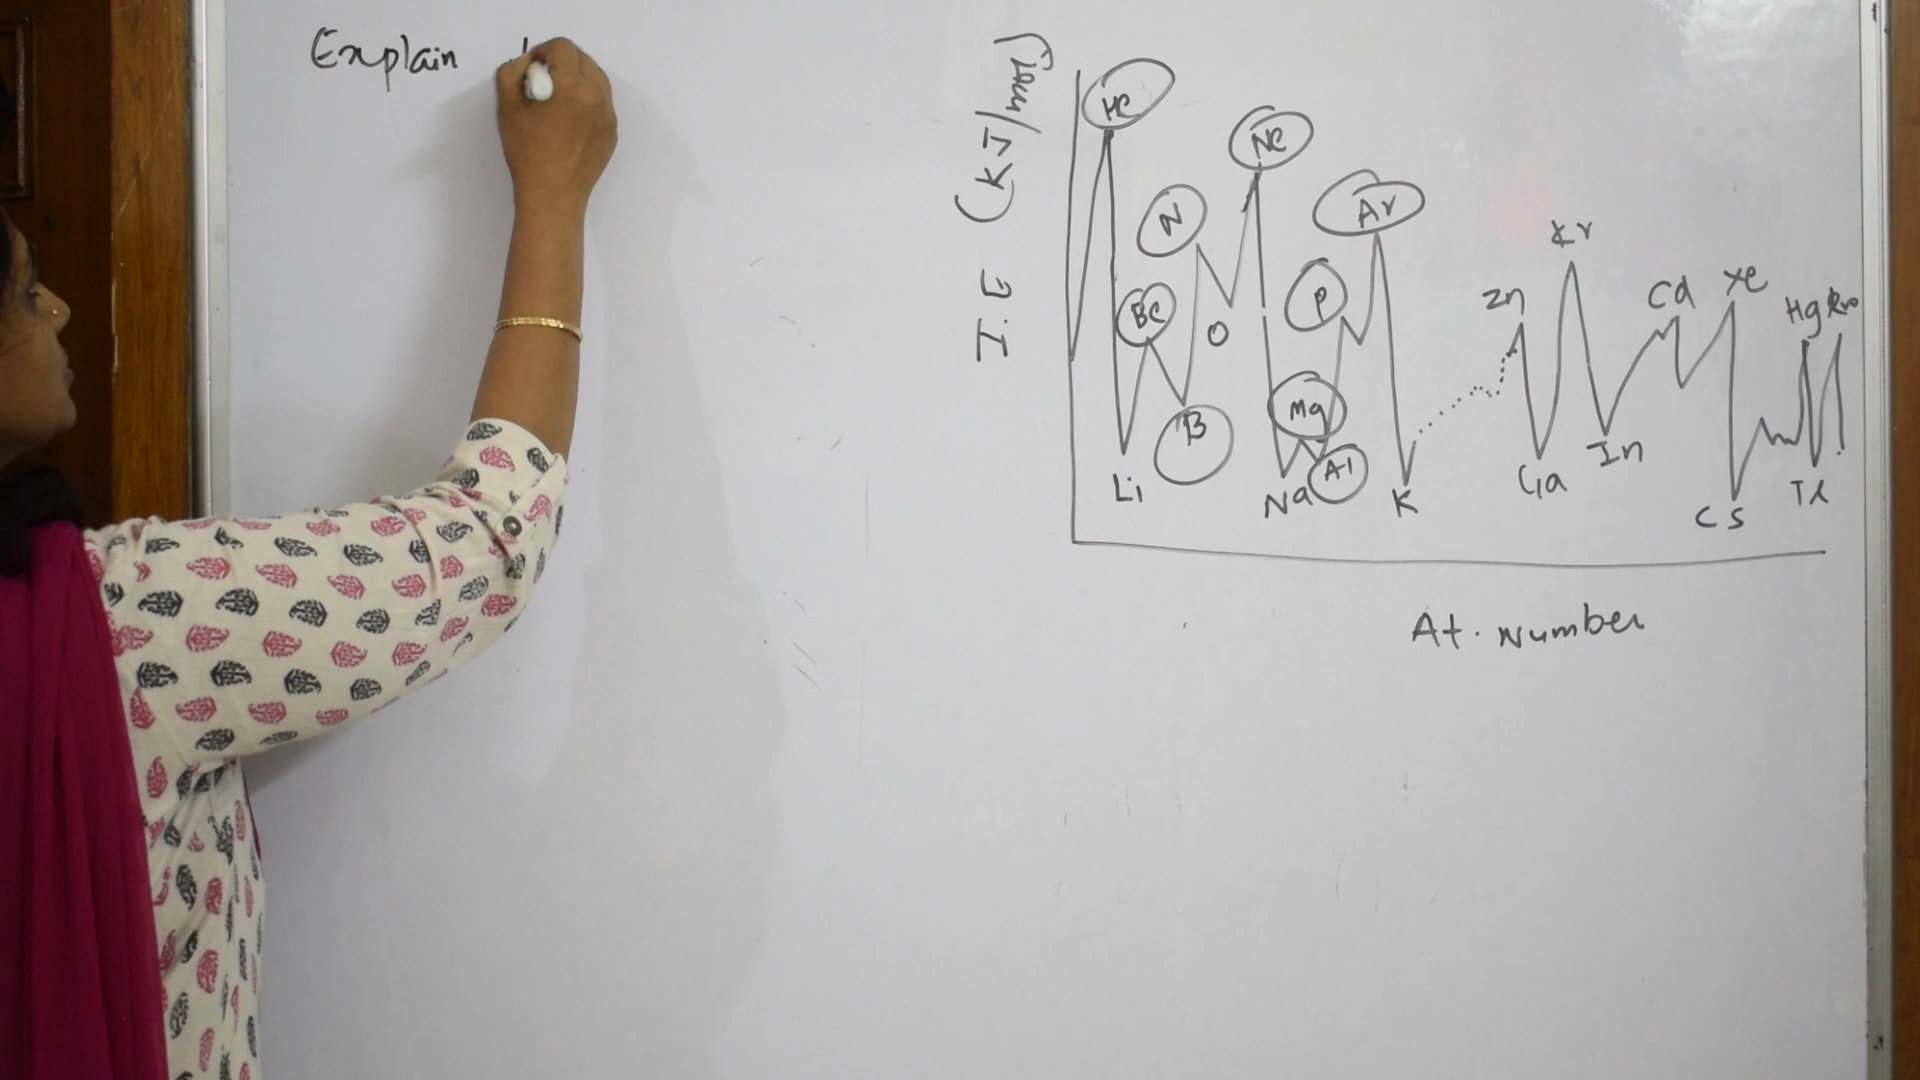 Explain
I.E (KJ/mol)
He
Ne
N
Ar
Kr
Be
P
Zn
Cd
Xe
Hg Rn
O
B
Mg
Al
In
Li
Na
K
Ga
Cs
Tl
At. Number